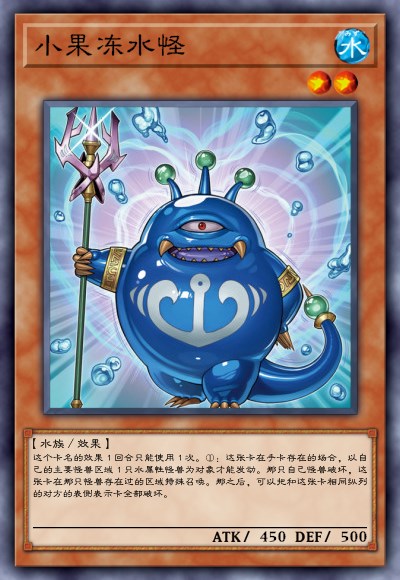 小果冻水怪
水
【水族/效果】
这个卡名的效果1回合只能使用1次。①:这张卡在手卡存在的场合,以自
己的主要怪兽区域1只水属性怪兽为对象才能发动。那只自己怪兽破坏,这
张卡在那只怪兽存在过的区域特殊召唤。那之后,可以把和这张卡相同纵列
的对方的表侧表示卡全部破坏。
ATK/ 450 DEF/ 500